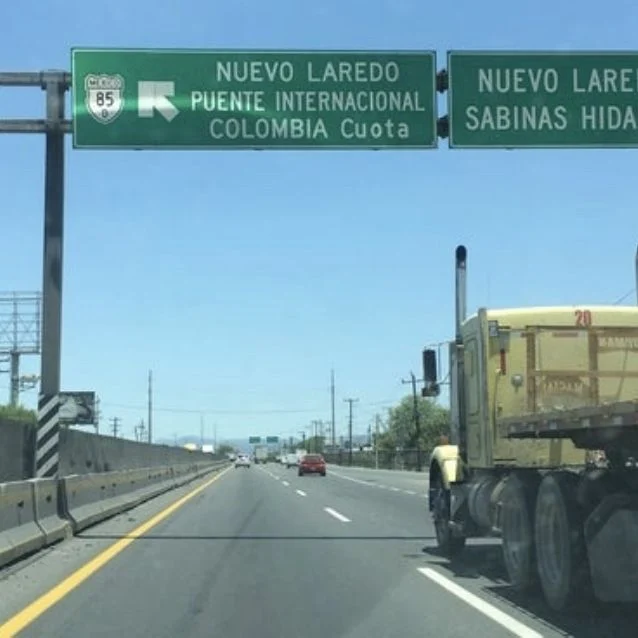 MEXICO
85
D
NUEVO LAREDO
PUENTE INTERNACIONAL
COLOMBIA Cuota
NUEVO LARE
SABINAS HIDA
20